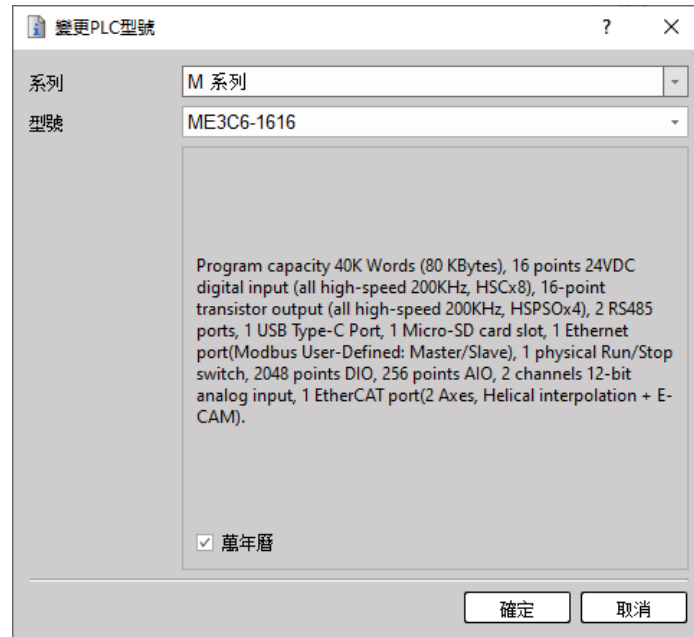 變更PLC型號
?
系列
M 系列
型號
ME3C6-1616
Program capacity 40K Words (80 KBytes), 16 points 24VDC
digital input (all high-speed 200KHz, HSCx8), 16-point
transistor output (all high-speed 200KHz, HSPSOx4), 2 RS485
ports, 1 USB Type-C Port, 1 Micro-SD card slot, 1 Ethernet
port(Modbus User-Defined: Master/Slave), 1 physical Run/Stop
switch, 2048 points DIO, 256 points AIO, 2 channels 12-bit
analog input, 1 EtherCAT port(2 Axes, Helical interpolation + E-
CAM).
萬年曆
確定 取消